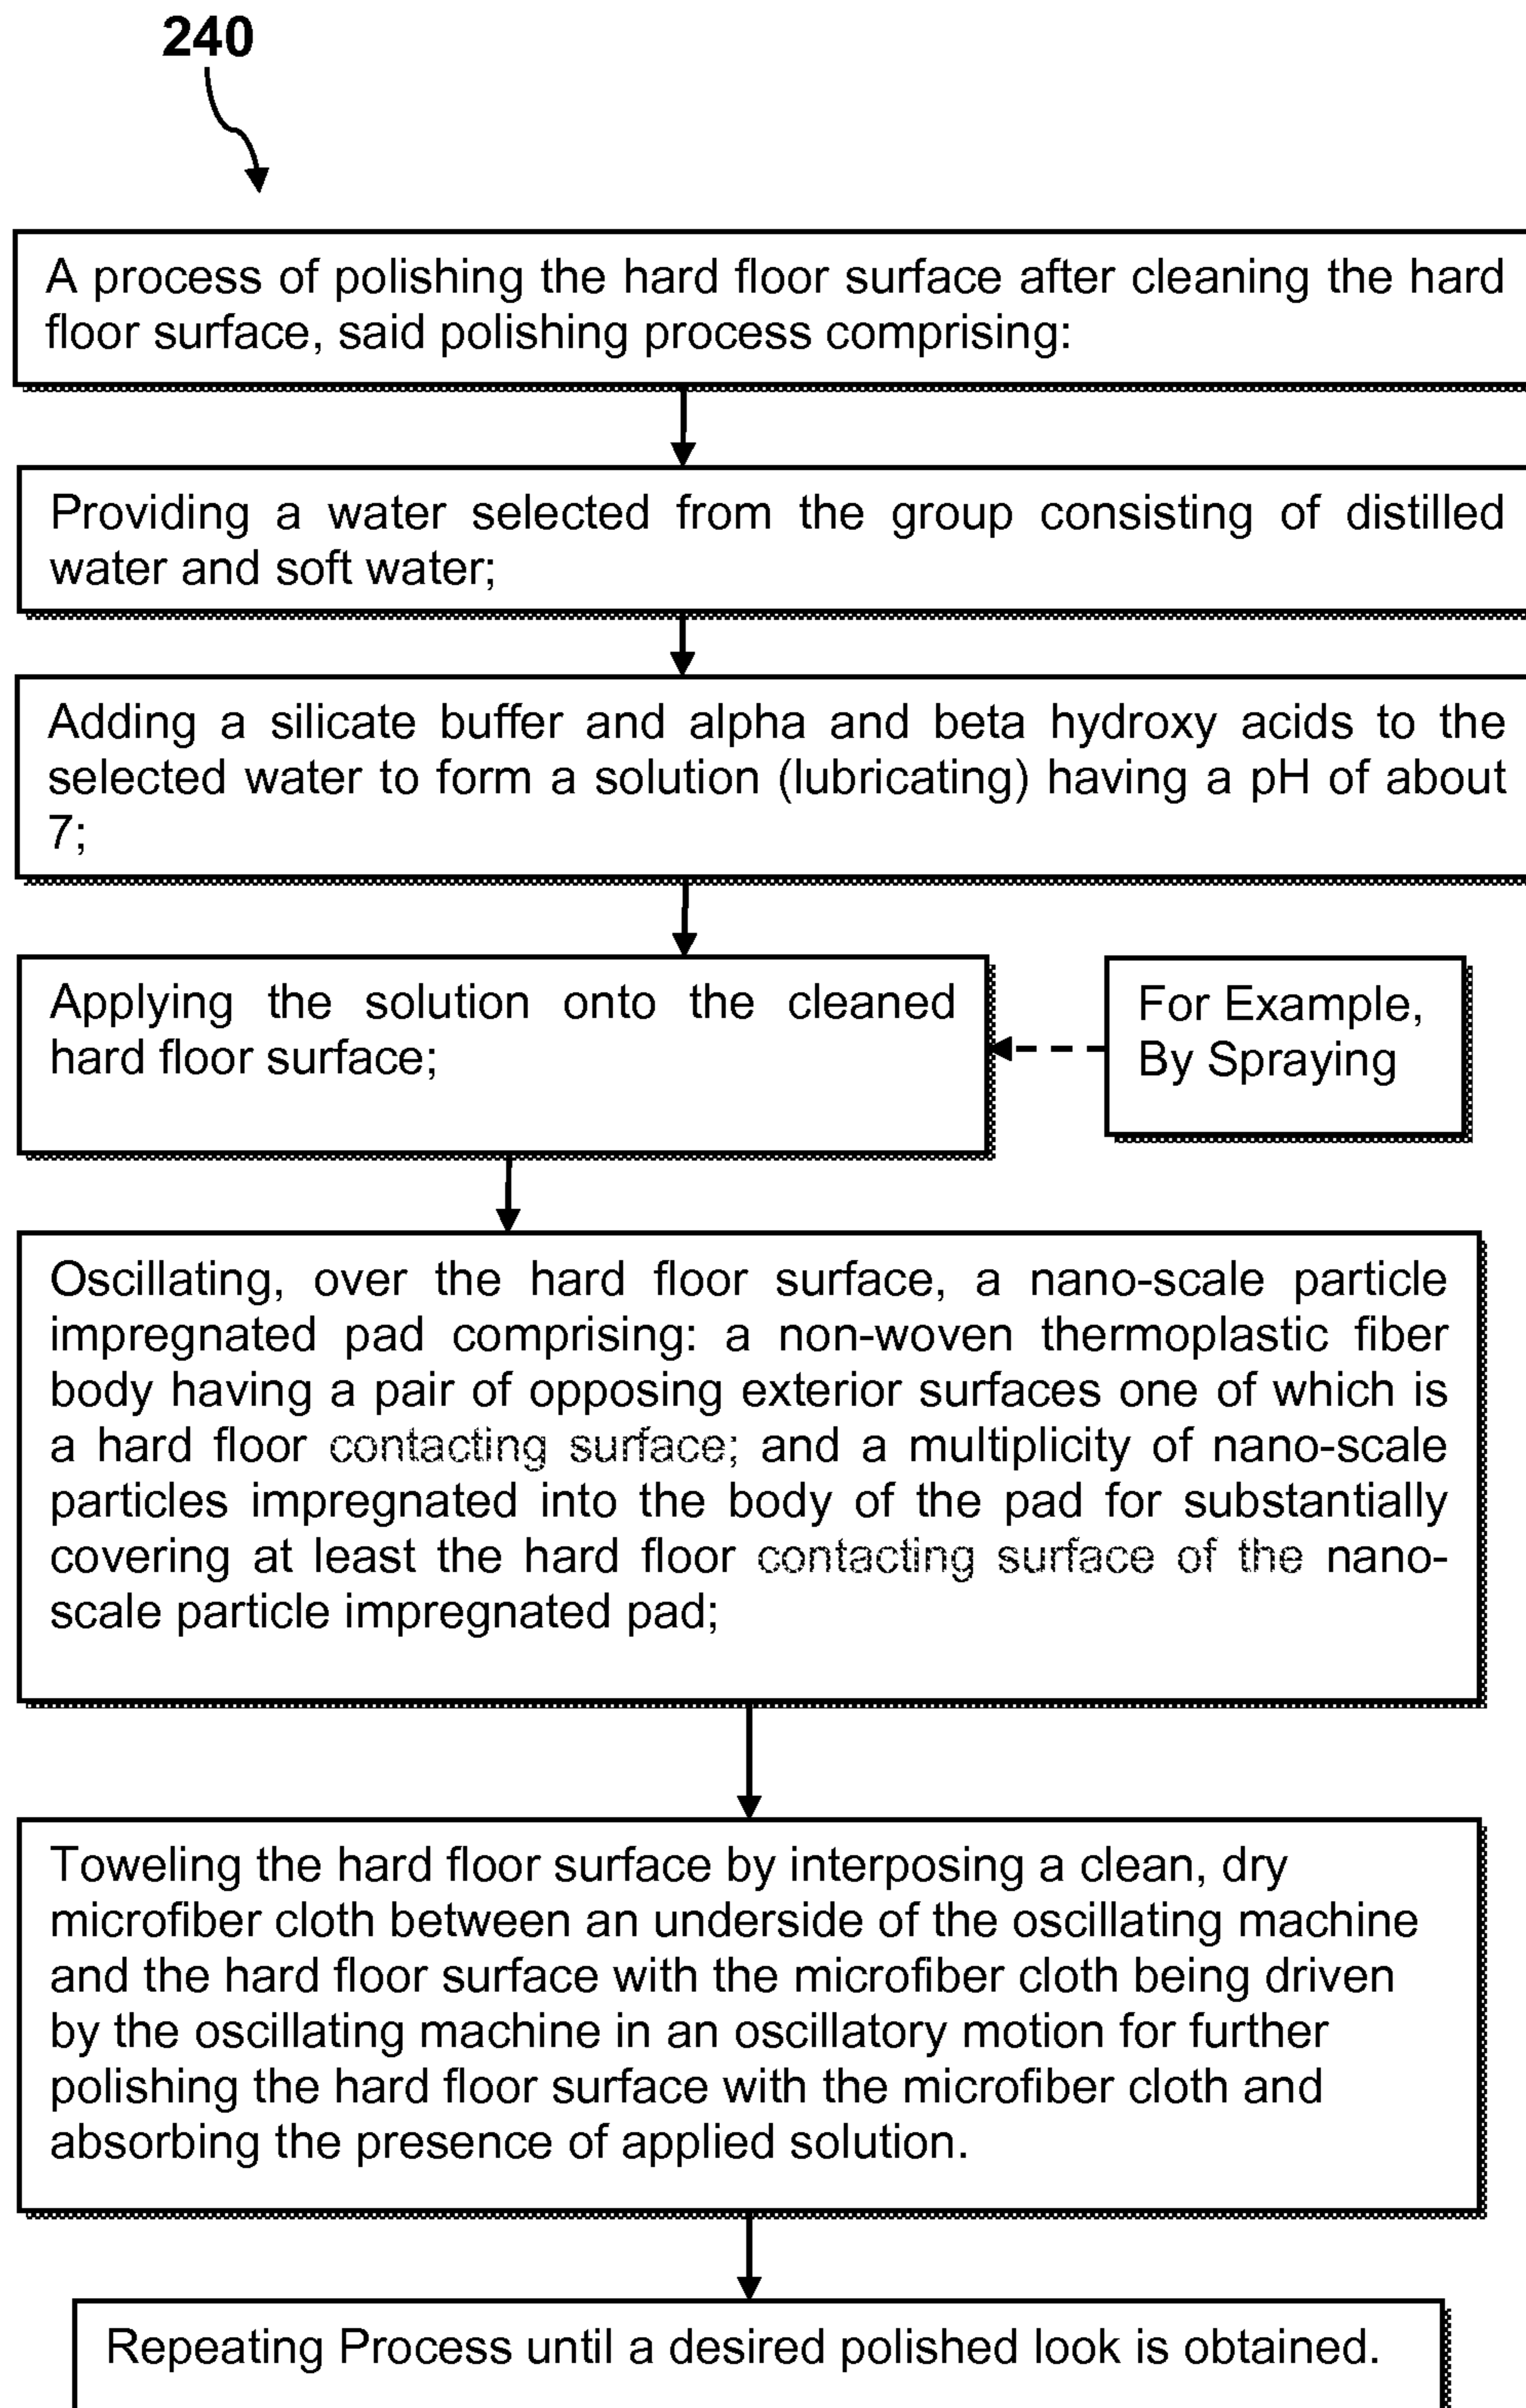 240
A process of polishing the hard floor surface after cleaning the hard
floor surface, said polishing process comprising:
Providing a water selected from the group consisting of distilled
water and soft water;
Adding a silicate buffer and alpha and beta hydroxy acids to the
selected water to form a solution (lubricating) having a pH of about
7;
Applying the solution onto the cleaned
hard floor surface;
For Example,
By Spraying
Oscillating, over the hard floor surface, a nano-scale particle
impregnated pad comprising: a non-woven thermoplastic fiber
body having a pair of opposing exterior surfaces one of which is
a hard floor contacting surface; and a multiplicity of nano-scale
particles impregnated into the body of the pad for substantially
covering at least the hard floor contacting surface of the nano-
scale particle impregnated pad;
Toweling the hard floor surface by interposing a clean, dry
microfiber cloth between an underside of the oscillating machine
and the hard floor surface with the microfiber cloth being driven
by the oscillating machine in an oscillatory motion for further
polishing the hard floor surface with the microfiber cloth and
absorbing the presence of applied solution.
Repeating Process until a desired polished look is obtained.